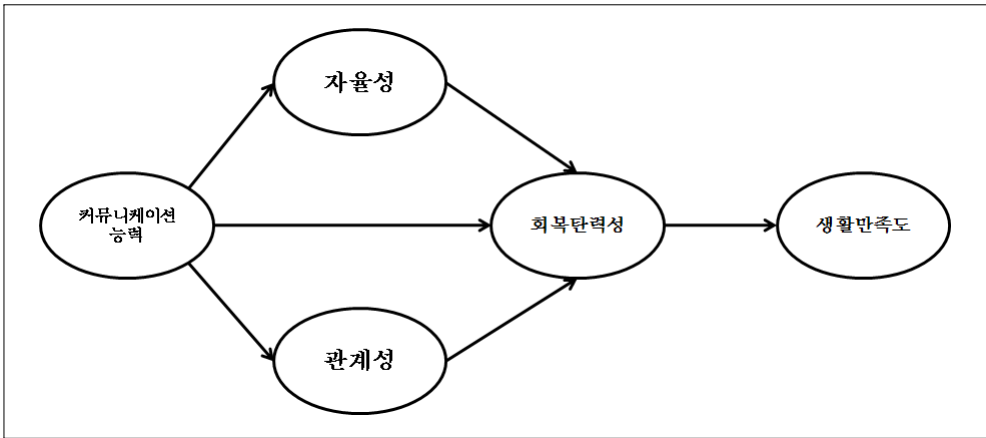 자율성
커뮤니케이션
능력
회복탄력성
생활만족도
관계성